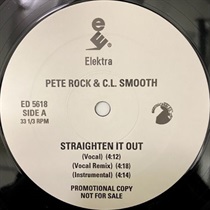 Elektra
PETE ROCK & C.L. SMOOTH
ED 5618
SIDE A
33 1/3 RPM
STRAIGHTEN IT OUT
(Vocal) (4:12)
(Vocal Remix) (4:18)
(Instrumental) (4:14)
PROMOTIONAL COPY
NOT FOR SALE